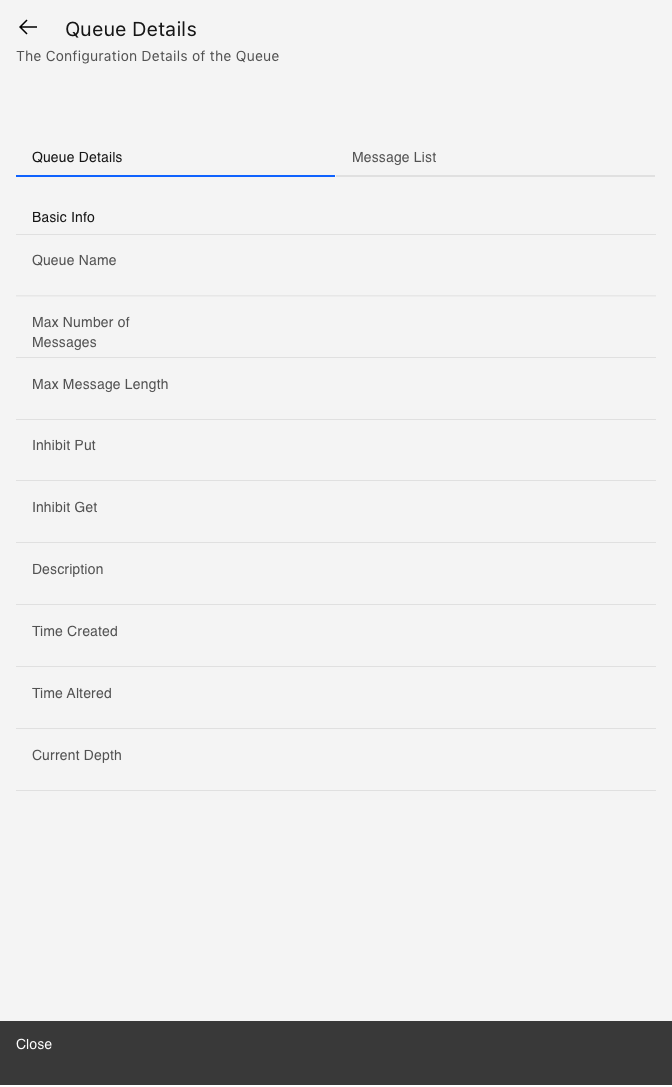 Queue Details
The Configuration Details of the Queue
Queue Details
Message List
Basic Info
Queue Name
Max Number of
Messages
Max Message Length
Inhibit Put
Inhibit Get
Description
Time Created
Time Altered
Current Depth
Close